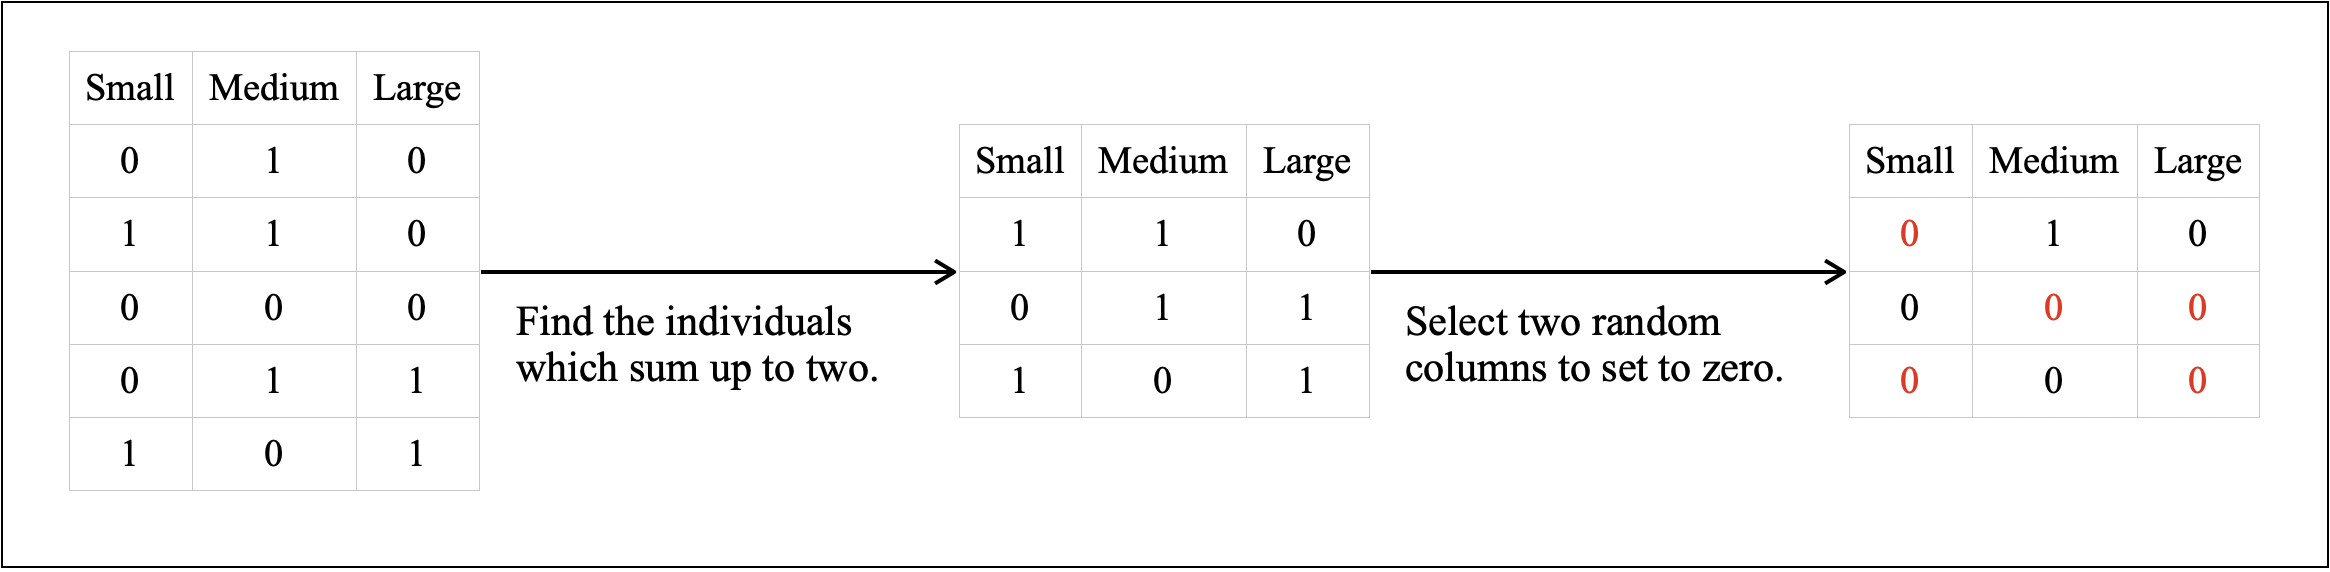 Small Medium Large
0 1 0
1 1 0
0 0 0
0 1 1
1 0 1
Find the individuals
which sum up to two.
Small Medium Large
1 1 0
0 1 1
1 0 1
Select two random
columns to set to zero.
Small Medium Large
0 1 0
0 0 0
0 0 0